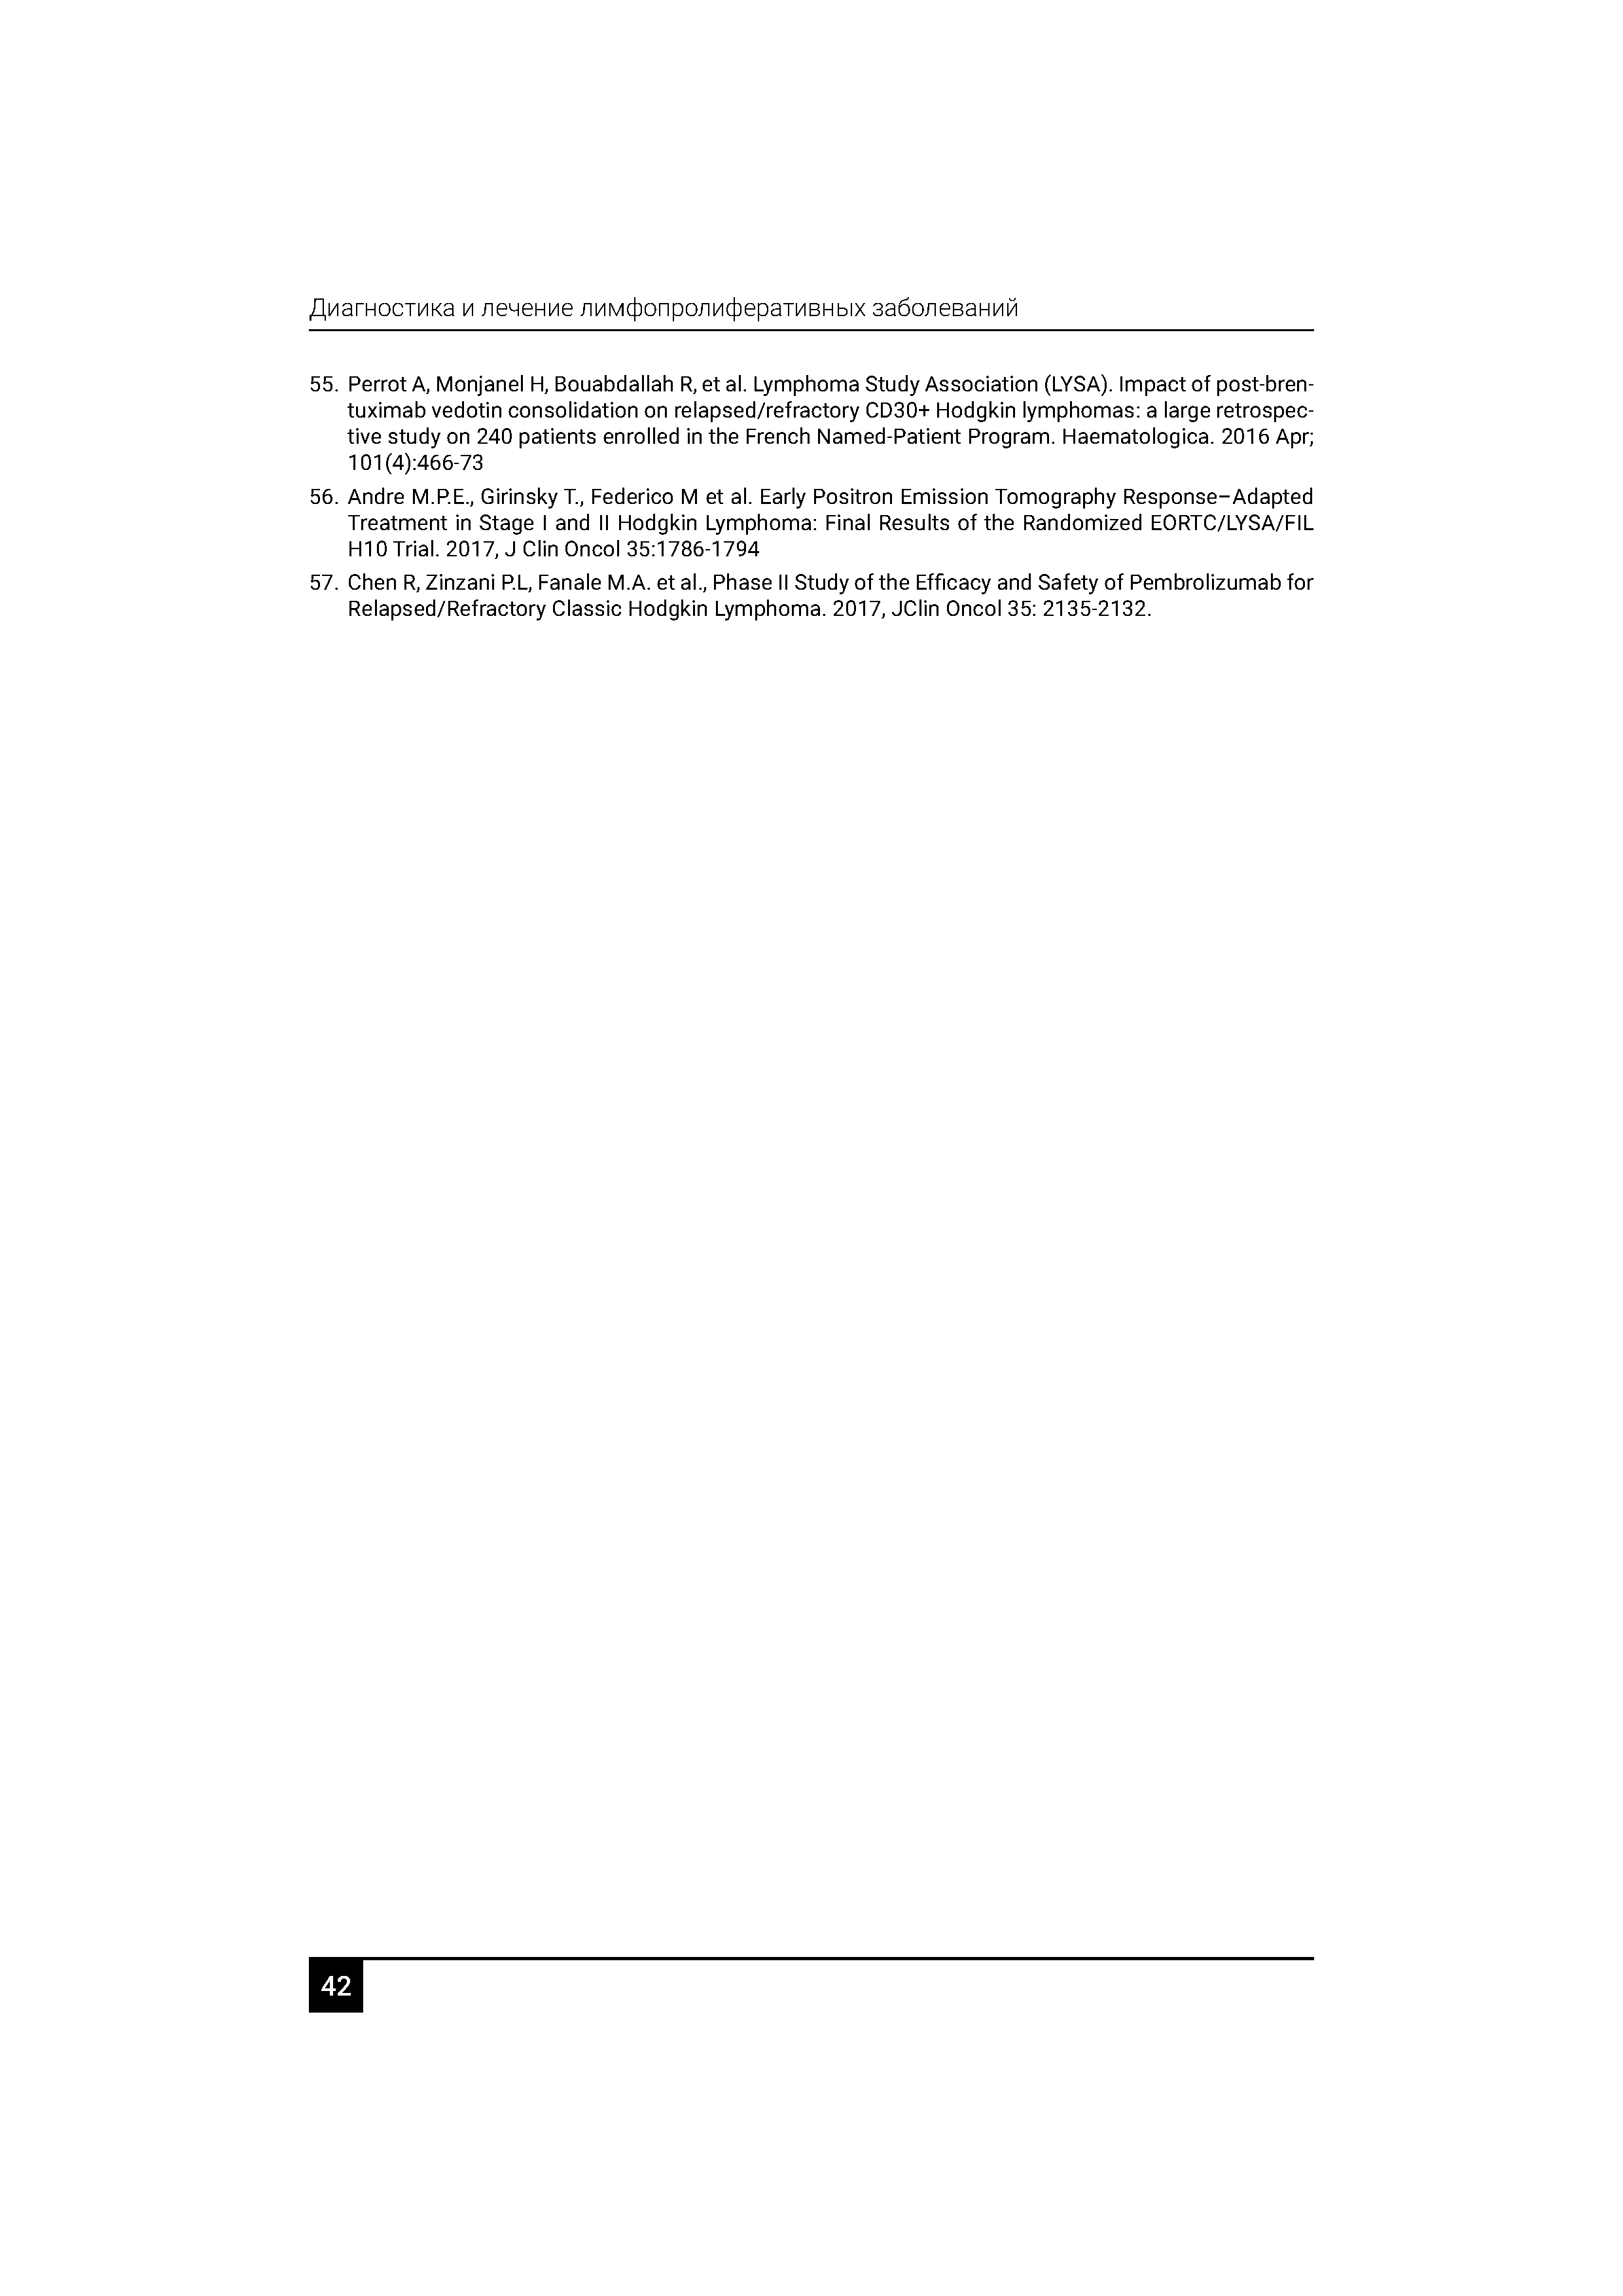 Диагностика и лечение лимфопролиферативных заболеваний
55. Perrot A, Monjanel H, Bouabdallah R, et al. Lymphoma Study Association (LYSA). Impact of post-bren-
tuximab vedotin consolidation on relapsed/refractory CD30+ Hodgkin lymphomas: a large retrospec-
tive study on 240 patients enrolled in the French Named-Patient Program. Haematologica. 2016 Apr;
101(4):466-73
56. Andre M.P.E., Girinsky T., Federico M et al. Early Positron Emission Tomography Response–Adapted
Treatment in Stage I and II Hodgkin Lymphoma: Final Results of the Randomized EORTC/LYSA/FIL
H10 Trial. 2017, J Clin Oncol 35:1786-1794
57. Chen R, Zinzani P.L, Fanale M.A. et al., Phase II Study of the Efficacy and Safety of Pembrolizumab for
Relapsed/Refractory Classic Hodgkin Lymphoma. 2017, JClin Oncol 35: 2135-2132.
42